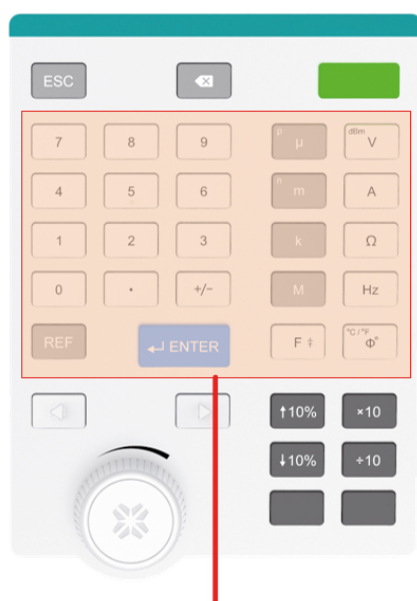 ESC
7 8 9 p µ dBm V
4 5 6 n m A
1 2 3 k Ω
0 . +/− M Hz
REF ↵ ENTER F ⍒ °C / °F Φ°
↑10% ×10
↓10% ÷10